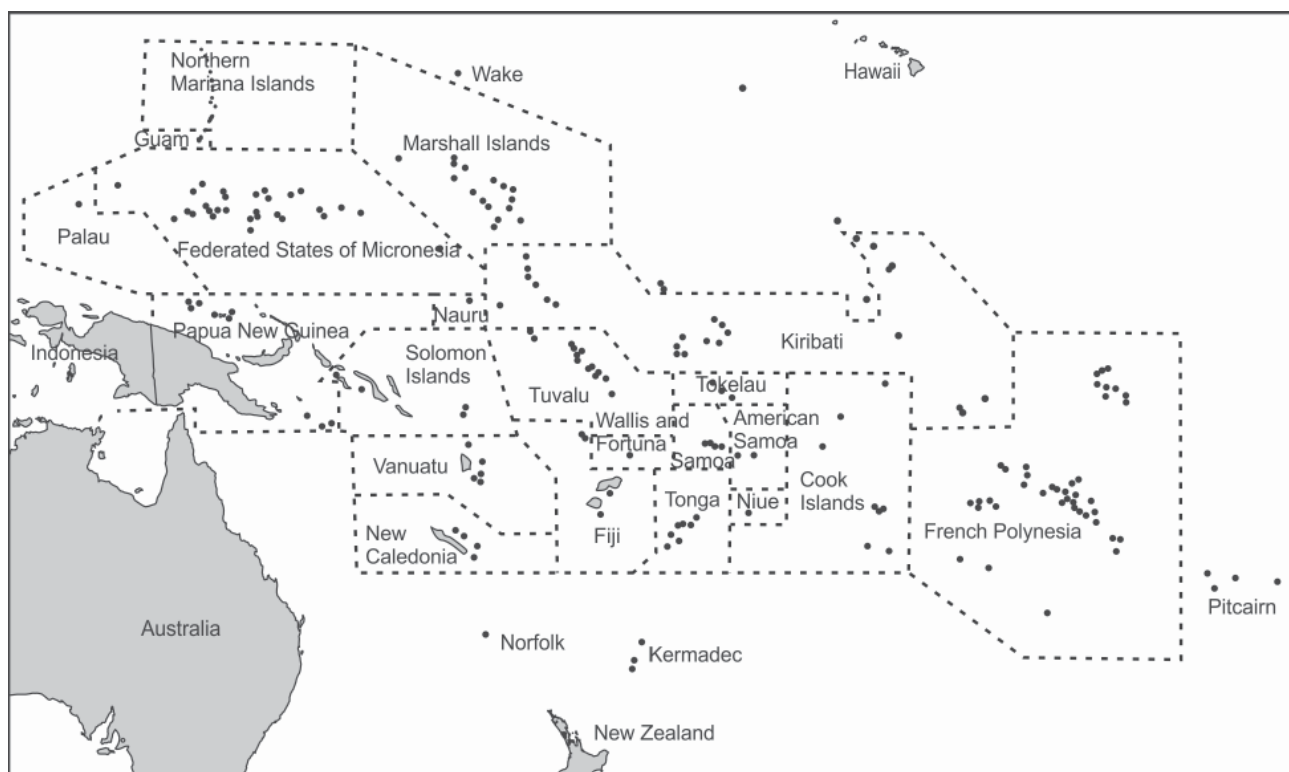 Northern
Mariana Islands
Wake
Hawaii
Guam
Marshall Islands
Palau
Federated States of Micronesia
Nauru
Papua New Guinea
Indonesia
Kiribati
Solomon
Islands
Tokelau
Tuvalu
Wallis and
Fortuna
American
Samoa
Samoa
Vanuatu
Cook
Islands
Tonga
Niue
New
Caledonia
Fiji
French Polynesia
Pitcairn
Australia
Norfolk
Kermadec
New Zealand